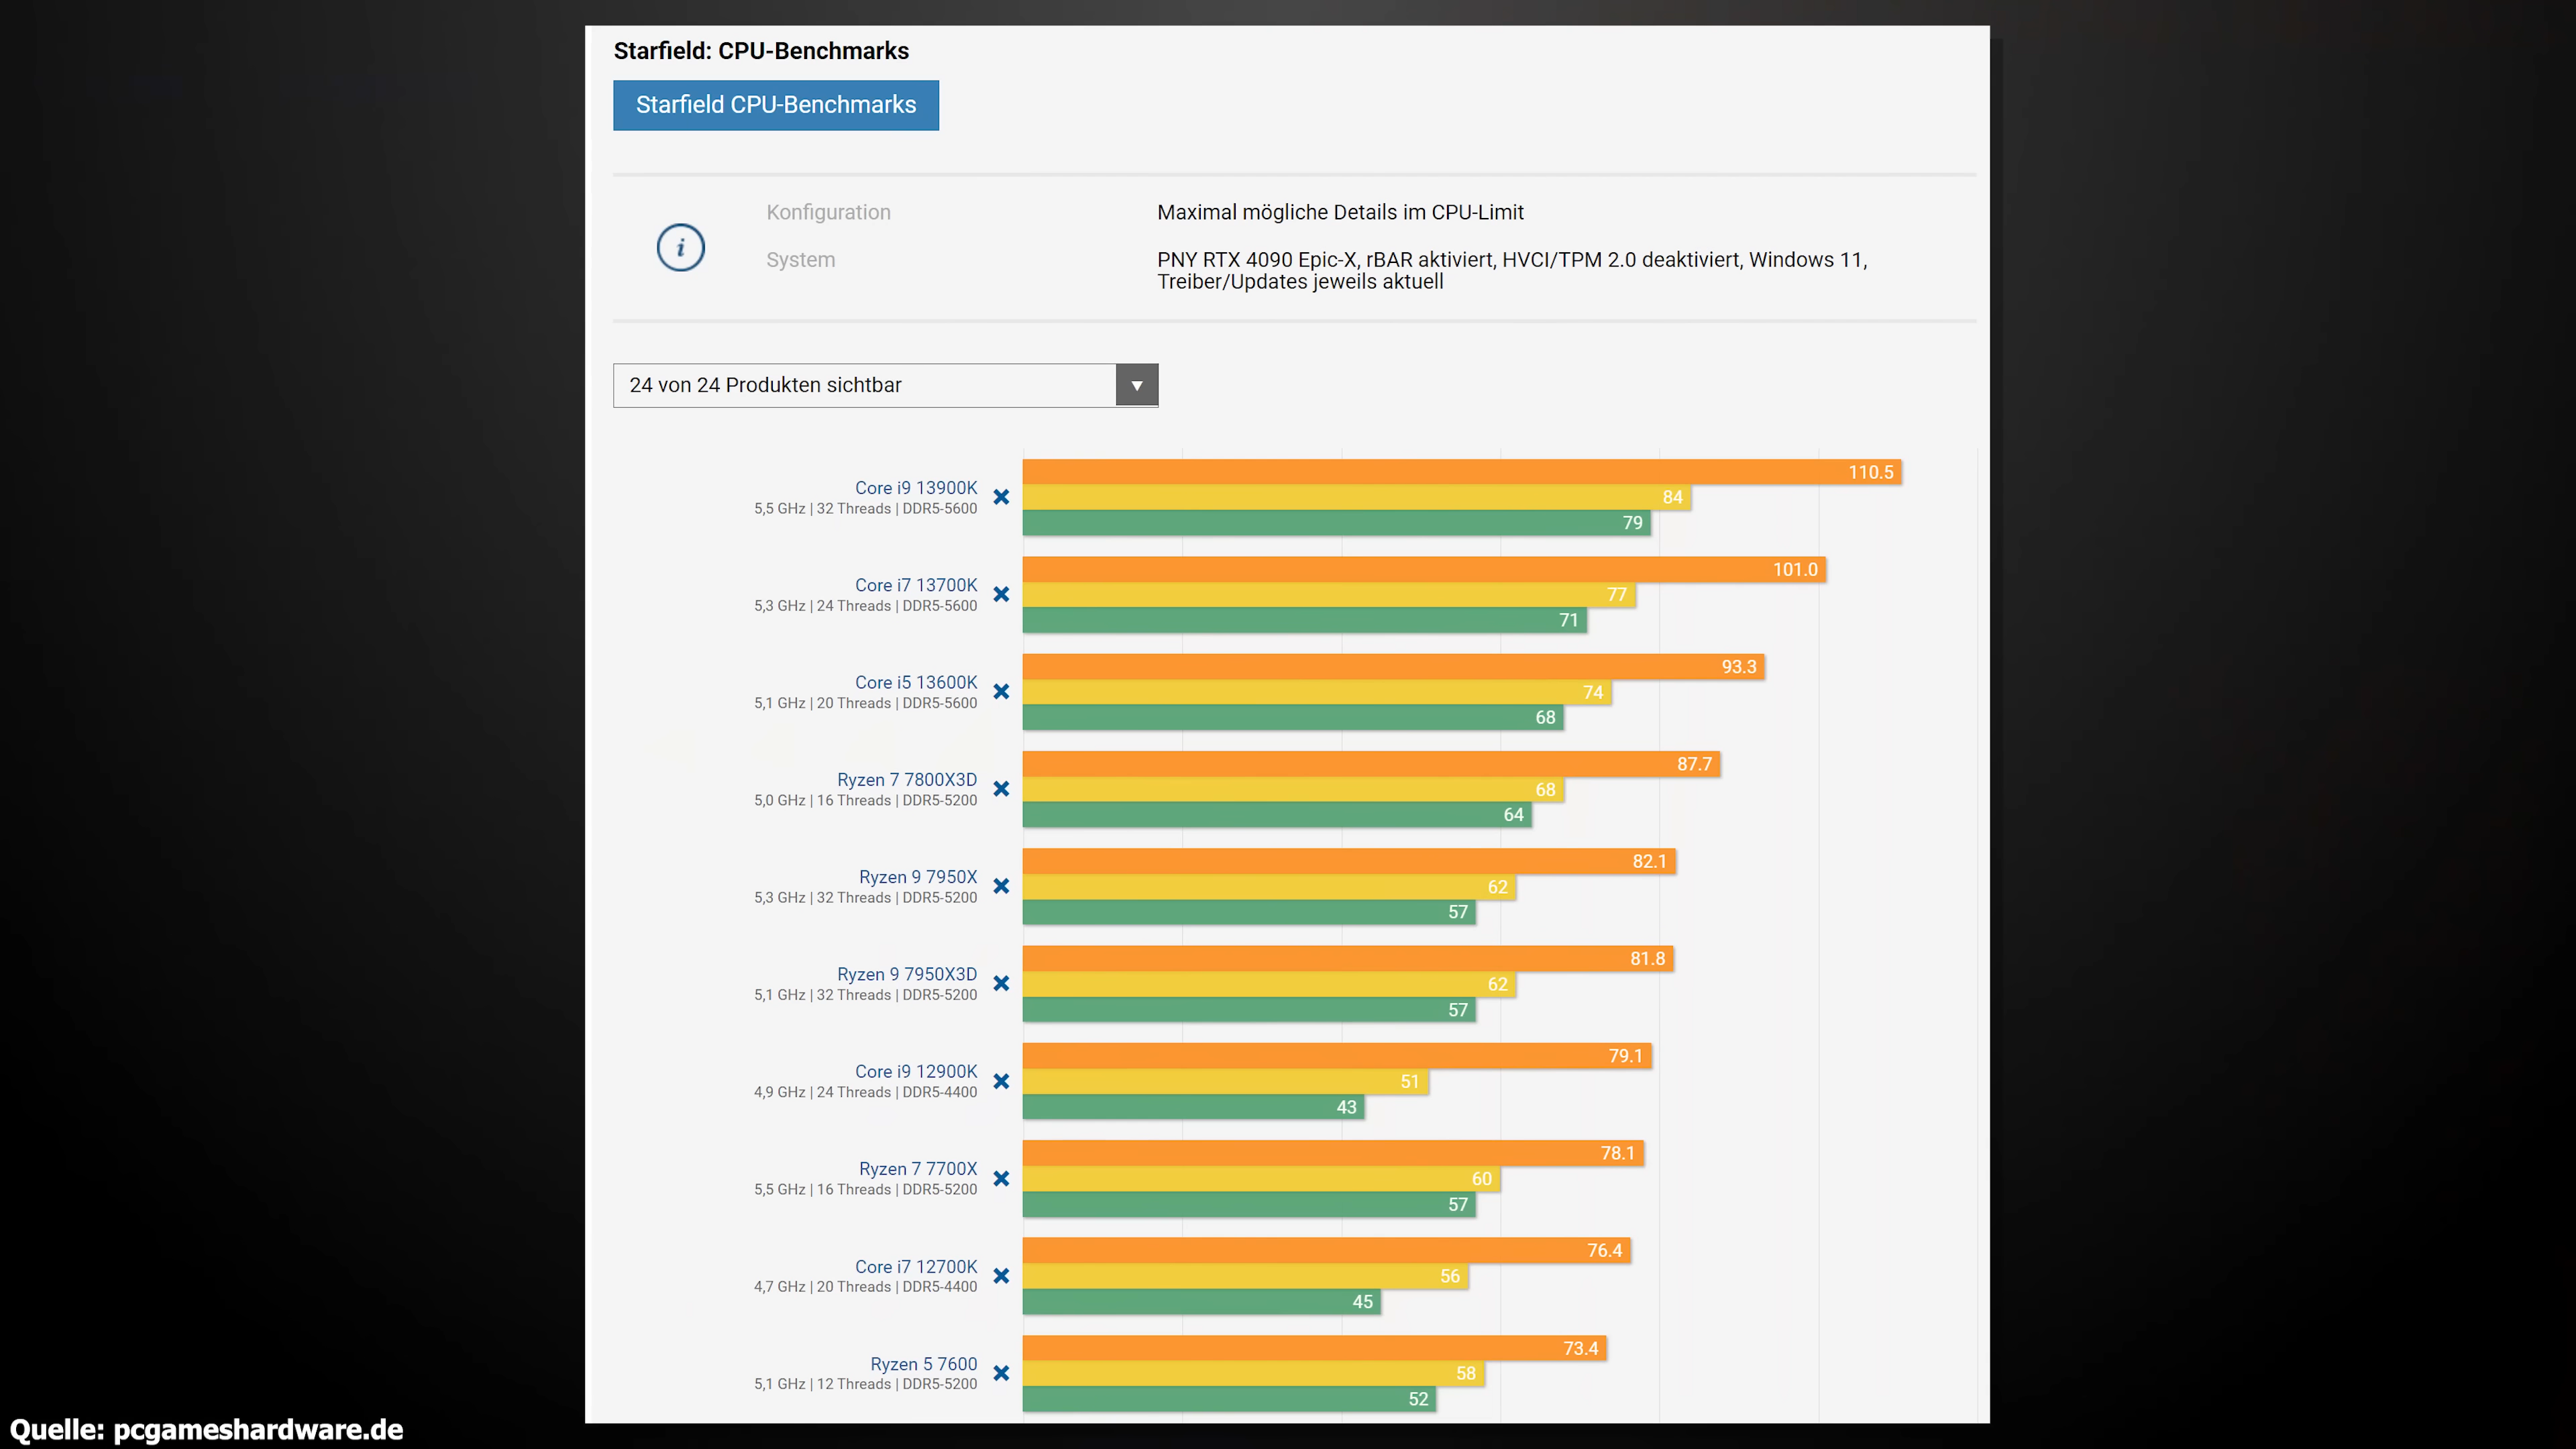 Starfield: CPU-Benchmarks
Starfield CPU-Benchmarks
Konfiguration
Maximal mögliche Details im CPU-Limit
System
PNY RTX 4090 Epic-X, rBAR aktiviert, HVCI/TPM 2.0 deaktiviert, Windows 11,
Treiber/Updates jeweils aktuell
24 von 24 Produkten sichtbar
Core i9 13900K
5,5 GHz | 32 Threads | DDR5-5600
110.5
84
79
Core i7 13700K
5,3 GHz | 24 Threads | DDR5-5600
101.0
77
71
Core i5 13600K
5,1 GHz | 20 Threads | DDR5-5600
93.3
74
68
Ryzen 7 7800X3D
5,0 GHz | 16 Threads | DDR5-5200
87.7
68
64
Ryzen 9 7950X
5,3 GHz | 32 Threads | DDR5-5200
82.1
62
57
Ryzen 9 7950X3D
5,1 GHz | 32 Threads | DDR5-5200
81.8
62
57
Core i9 12900K
4,9 GHz | 24 Threads | DDR5-4400
79.1
51
43
Ryzen 7 7700X
5,5 GHz | 16 Threads | DDR5-5200
78.1
60
57
Core i7 12700K
4,7 GHz | 20 Threads | DDR5-4400
76.4
56
45
Ryzen 5 7600
5,1 GHz | 12 Threads | DDR5-5200
73.4
58
52
Quelle: pcgameshardware.de